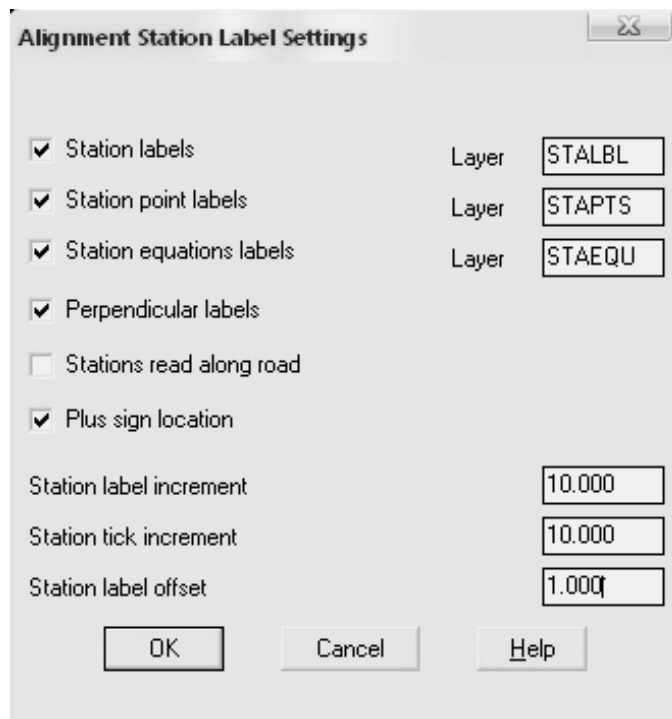 Alignment Station Label Settings
Station labels Layer STALBL
Station point labels Layer STAPTS
Station equations labels Layer STAEQU
Perpendicular labels
Stations read along road
Plus sign location
Station label increment 10.000
Station tick increment 10.000
Station label offset 1.000
OK Cancel Help